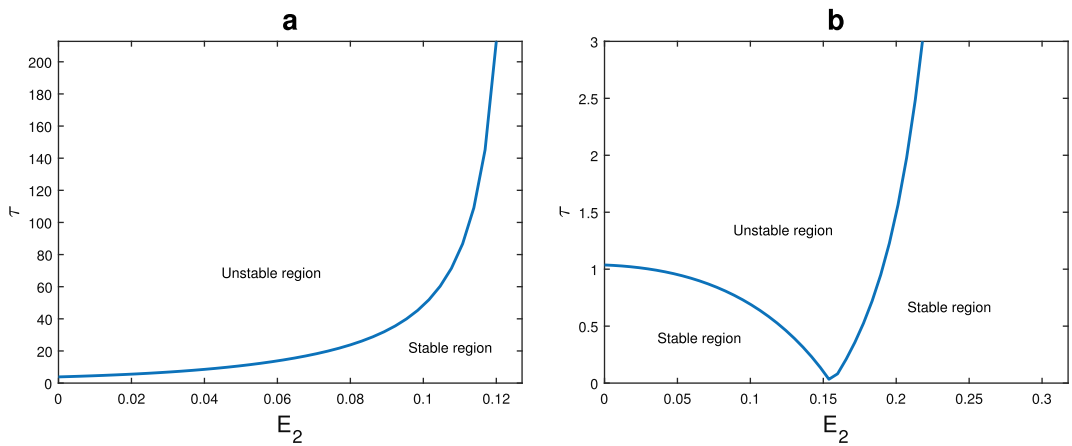 a
200
180
160
140
120
100
80
60
40
20
0
τ
Unstable region
Stable region
0 0.02 0.04 0.06 0.08 0.1 0.12
E2
b
3
2.5
2
1.5
1
0.5
0
τ
Unstable region
Stable region
Stable region
0 0.05 0.1 0.15 0.2 0.25 0.3
E2